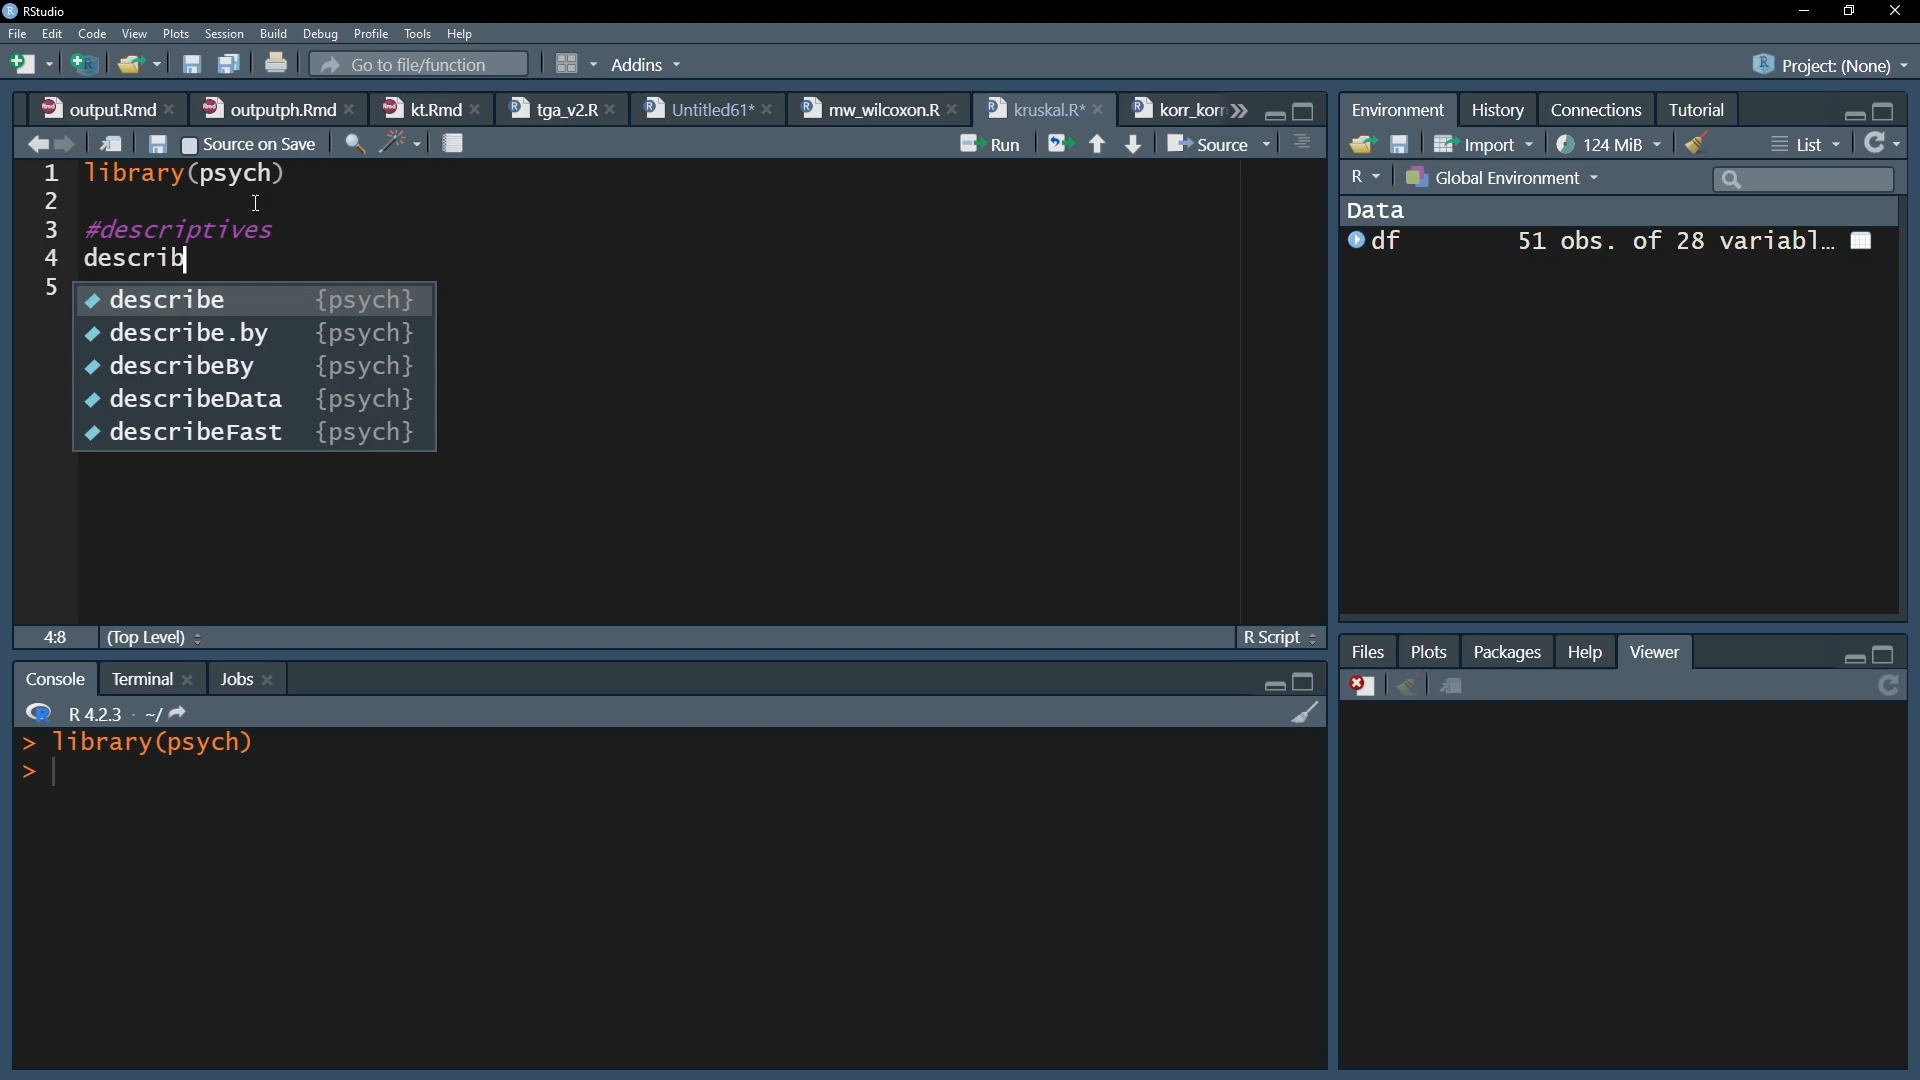 RStudio
File Edit Code View Plots Session Build Debug Profile Tools Help
Go to file/function Addins Project: (None)
output.Rmd outputph.Rmd kt.Rmd tga_v2.R Untitled61* mw_wilcoxon.R kruskal.R* korr_korr
Source on Save Run Source
1 library(psych)
2
3 #descriptives
4 describ
5
describe {psych}
describe.by {psych}
describeBy {psych}
describeData {psych}
describeFast {psych}
4:8 (Top Level) R Script
Console Terminal Jobs
R 4.2.3 · ~/
> library(psych)
>
Environment History Connections Tutorial
Import 124 MiB List
R Global Environment
Data
df 51 obs. of 28 variabl…
Files Plots Packages Help Viewer